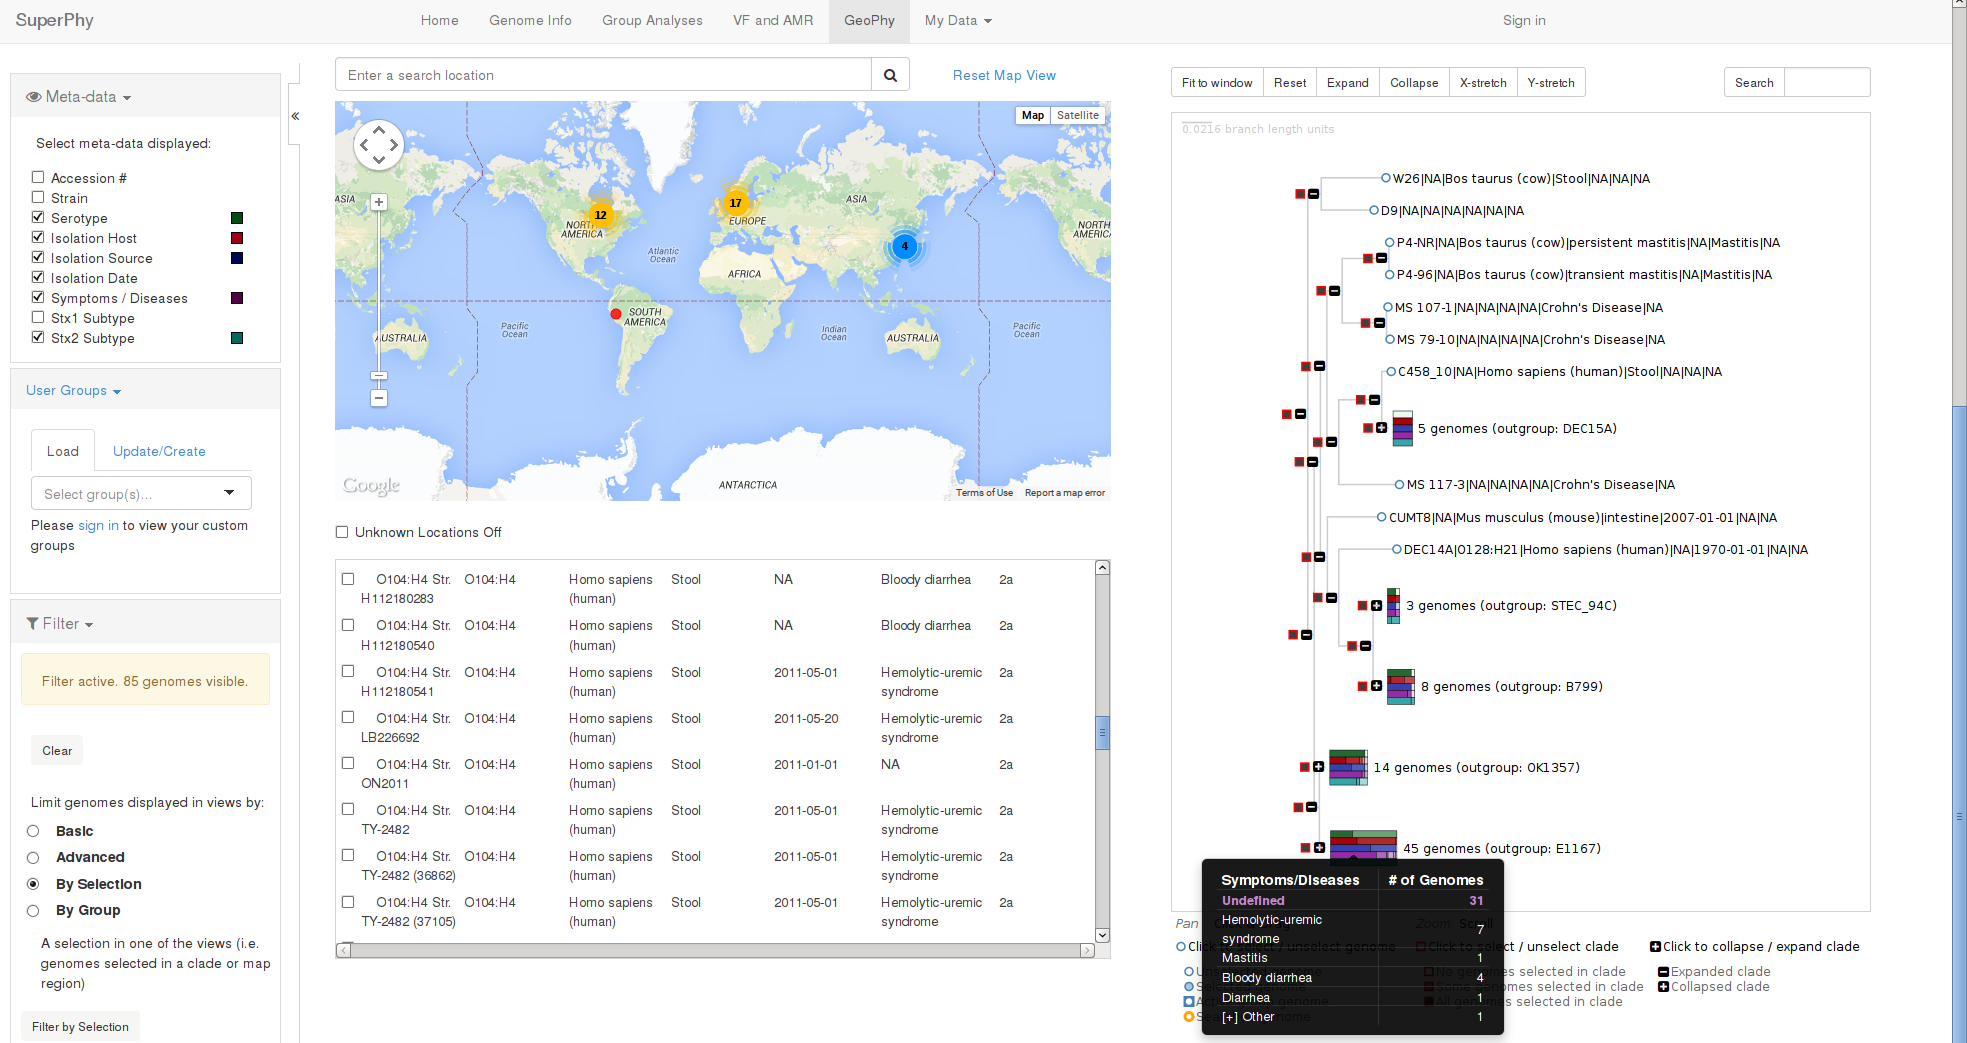 SuperPhy
Home
Genome Info
Group Analyses
VF and AMR
GeoPhy
My Data
Sign in
Meta-data
Select meta-data displayed:
Accession #
Strain
Serotype
Isolation Host
Isolation Source
Isolation Date
Symptoms / Diseases
Stx1 Subtype
Stx2 Subtype
User Groups
Load
Update/Create
Select group(s)...
Please sign in to view your custom
groups
Filter
Filter active. 85 genomes visible.
Clear
Limit genomes displayed in views by:
Basic
Advanced
By Selection
By Group
A selection in one of the views (i.e.
genomes selected in a clade or map
region)
Filter by Selection
«
Enter a search location
Reset Map View
Map
Satellite
ASIA
NORTH
AMERICA
12
17
EUROPE
ASIA
4
NORTH
AMERICA
Atlantic
Ocean
AFRICA
SOUTH
AMERICA
Pacific
Ocean
Indian
Ocean
Pacific
Ocean
AUSTRALIA
AUSTRALIA
ANTARCTICA
Google
Terms of Use
Report a map error
Unknown Locations Off
O104:H4 Str. O104:H4 Homo sapiens Stool NA Bloody diarrhea 2a
H112180283 (human)
O104:H4 Str. O104:H4 Homo sapiens Stool NA Bloody diarrhea 2a
H112180540 (human)
O104:H4 Str. O104:H4 Homo sapiens Stool 2011-05-01 Hemolytic-uremic 2a
H112180541 (human) syndrome
O104:H4 Str. O104:H4 Homo sapiens Stool 2011-05-20 Hemolytic-uremic 2a
LB226692 (human) syndrome
O104:H4 Str. O104:H4 Homo sapiens Stool 2011-01-01 NA 2a
ON2011 (human)
O104:H4 Str. O104:H4 Homo sapiens Stool 2011-05-01 Hemolytic-uremic 2a
TY-2482 (human) syndrome
O104:H4 Str. O104:H4 Homo sapiens Stool 2011-05-01 Hemolytic-uremic 2a
TY-2482 (36862) (human) syndrome
O104:H4 Str. O104:H4 Homo sapiens Stool 2011-05-01 Hemolytic-uremic 2a
TY-2482 (37105) (human) syndrome
Fit to window
Reset
Expand
Collapse
X-stretch
Y-stretch
Search
0.0216 branch length units
W26|NA|Bos taurus (cow)|Stool|NA|NA|NA
D9|NA|NA|NA|NA|NA|NA
P4-NR|NA|Bos taurus (cow)|persistent mastitis|NA|Mastitis|NA
P4-96|NA|Bos taurus (cow)|transient mastitis|NA|Mastitis|NA
MS 107-1|NA|NA|NA|NA|Crohn's Disease|NA
MS 79-10|NA|NA|NA|NA|Crohn's Disease|NA
C458_10|NA|Homo sapiens (human)|Stool|NA|NA|NA
5 genomes (outgroup: DEC15A)
MS 117-3|NA|NA|NA|NA|Crohn's Disease|NA
CUMT8|NA|Mus musculus (mouse)|intestine|2007-01-01|NA|NA
DEC14A|O128:H21|Homo sapiens (human)|NA|1970-01-01|NA|NA
3 genomes (outgroup: STEC_94C)
8 genomes (outgroup: B799)
14 genomes (outgroup: OK1357)
45 genomes (outgroup: E1167)
Symptoms/Diseases # of Genomes
Undefined 31
Hemolytic-uremic
syndrome 7
Mastitis 1
Bloody diarrhea 4
Diarrhea 1
[+] Other 1
Pan
Zoom Scroll
Click to select / unselect genome
Click to select / unselect clade
Click to collapse / expand clade
No genomes selected in clade
Some genomes selected in clade
All genomes selected in clade
Expanded clade
Collapsed clade